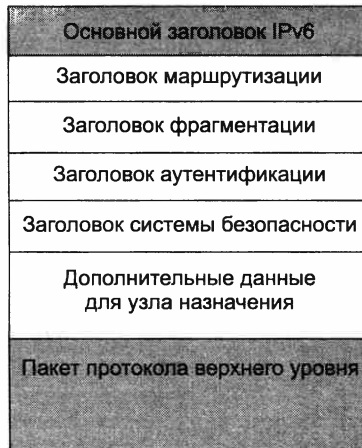 Основной заголовок IPv6
Заголовок маршрутизации
Заголовок фрагментации
Заголовок аутентификации
Заголовок системы безопасности
Дополнительные данные
для узла назначения
Пакет протокола верхнего уровня